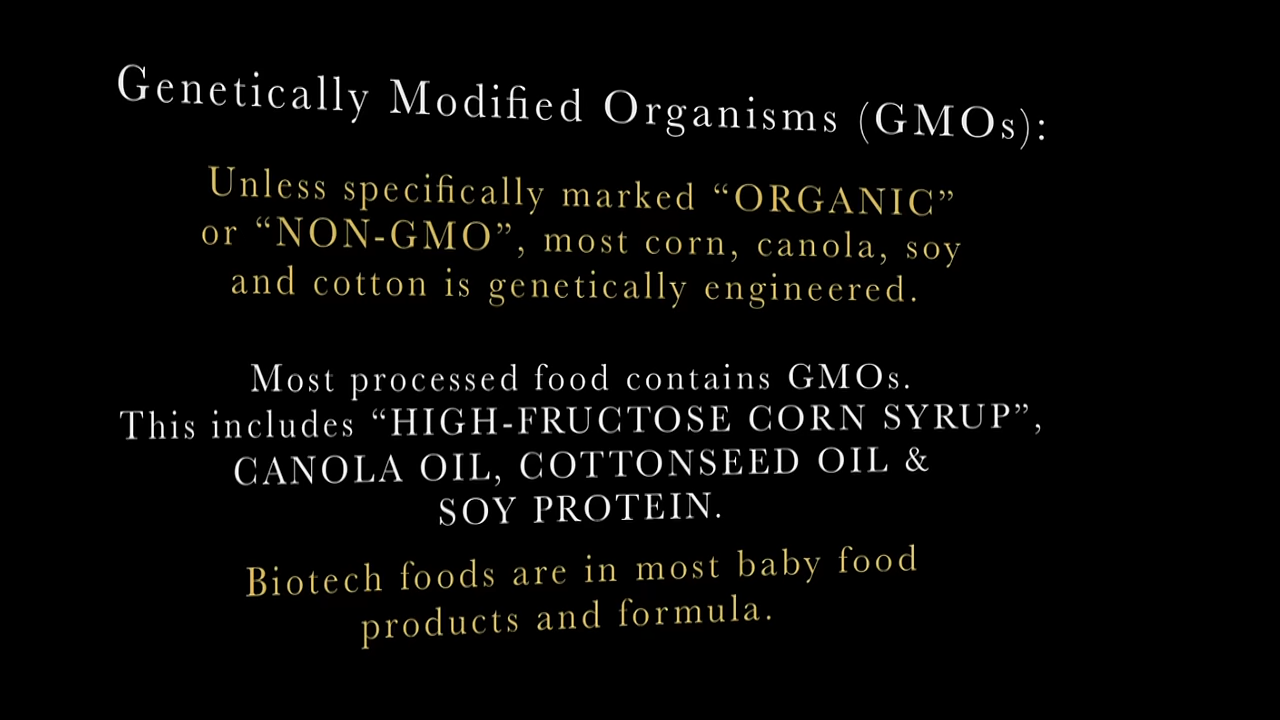 Genetically Modified Organisms (GMOs):
Unless specifically marked “ORGANIC”
or “NON-GMO”, most corn, canola, soy
and cotton is genetically engineered.
Most processed food contains GMOs.
This includes “HIGH-FRUCTOSE CORN SYRUP”,
CANOLA OIL, COTTONSEED OIL &
SOY PROTEIN.
Biotech foods are in most baby food
products and formula.